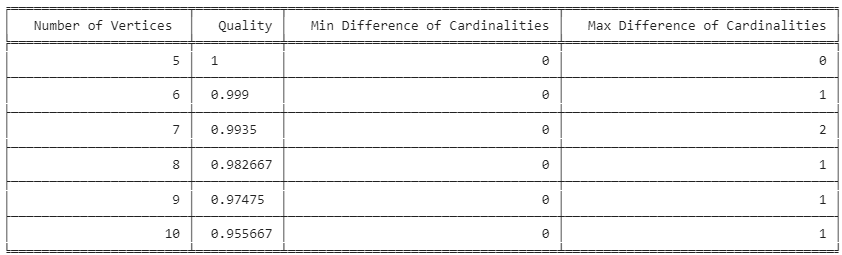 Number of Vertices Quality Min Difference of Cardinalities Max Difference of Cardinalities
5 1 0 0
6 0.999 0 1
7 0.9935 0 2
8 0.982667 0 1
9 0.97475 0 1
10 0.955667 0 1